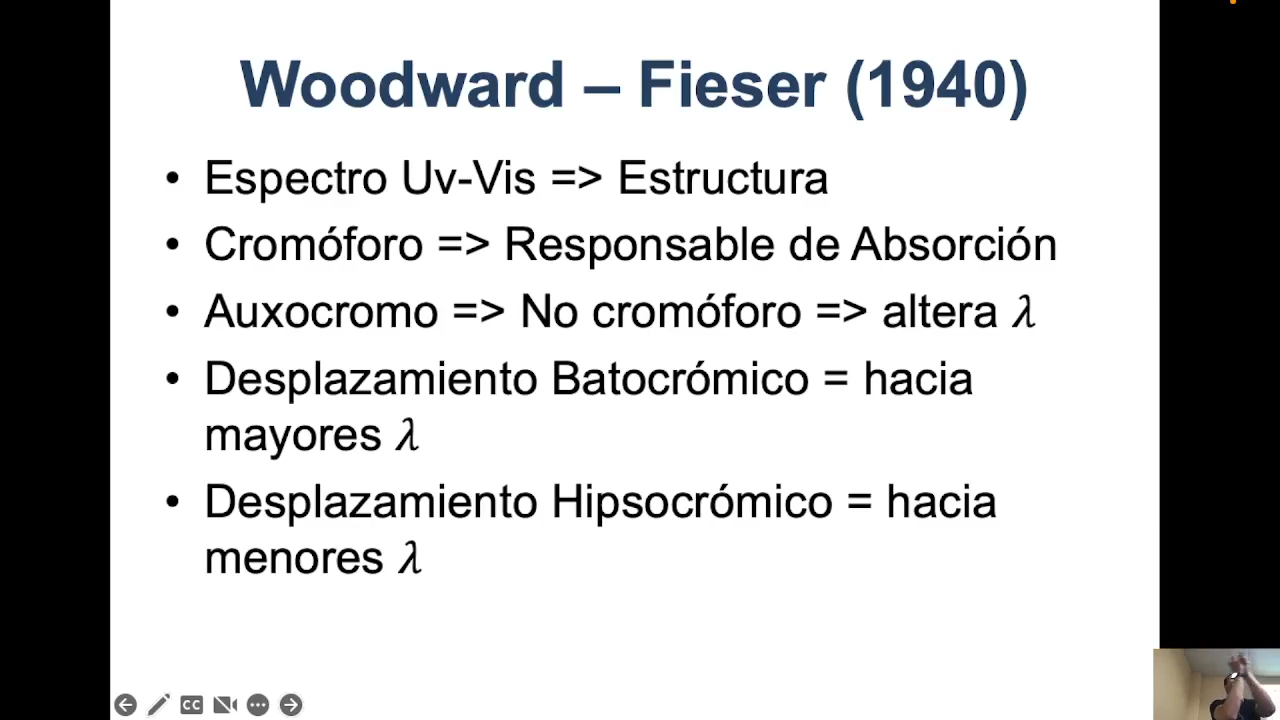 Woodward – Fieser (1940)
• Espectro Uv-Vis => Estructura
• Cromóforo => Responsable de Absorción
• Auxocromo => No cromóforo => altera 𝜆
• Desplazamiento Batocrómico = hacia
mayores 𝜆
• Desplazamiento Hipsocrómico = hacia
menores 𝜆
CC